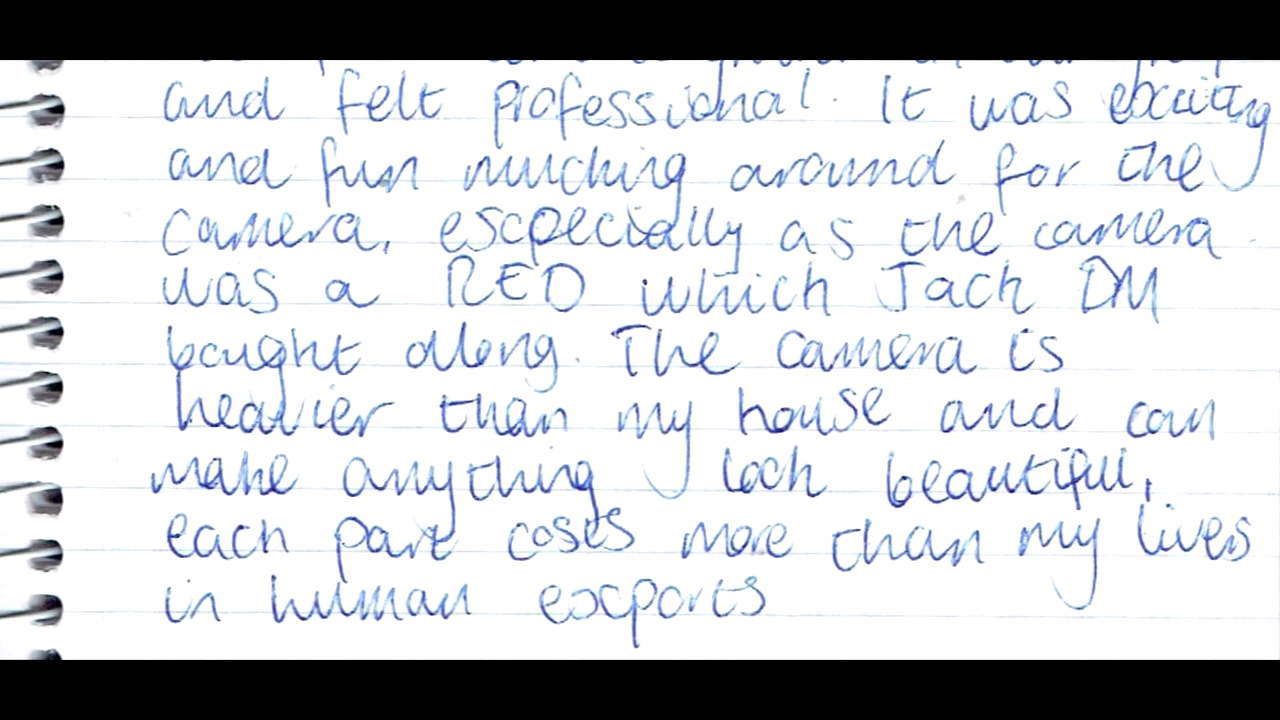 and felt professional. It was exciting
and fun mucking around for the
camera, escpecially as the camera
was a RED which Jack DM
bought along. The camera is
heavier than my house and can
make anything look beautiful,
each part coses more than my lives
in human exports